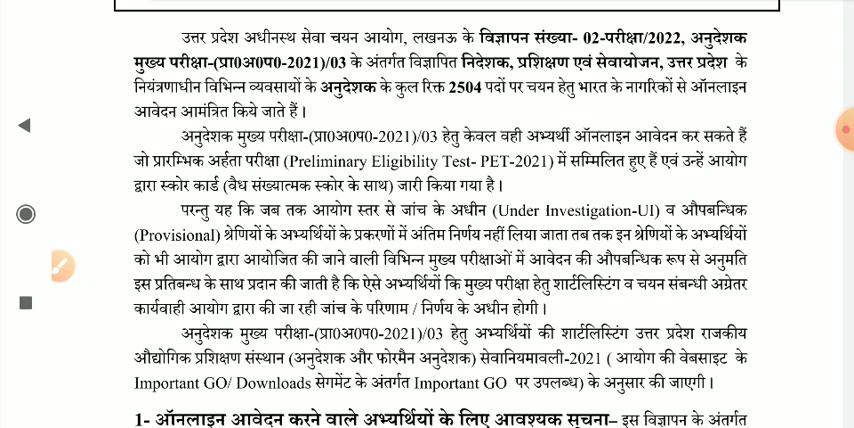 उत्तर प्रदेश अधीनस्थ सेवा चयन आयोग, लखनऊ के विज्ञापन संख्या- 02-परीक्षा/2022, अनुदेशक
मुख्य परीक्षा-(प्रा0अ0प0-2021)/03 के अंतर्गत विज्ञापित निदेशक, प्रशिक्षण एवं सेवायोजन, उत्तर प्रदेश के
नियंत्रणाधीन विभिन्न व्यवसायों के अनुदेशक के कुल रिक्त 2504 पदों पर चयन हेतु भारत के नागरिकों से ऑनलाइन
आवेदन आमंत्रित किये जाते हैं।
अनुदेशक मुख्य परीक्षा-(प्रा0अ0प0-2021)/03 हेतु केवल वही अभ्यर्थी ऑनलाइन आवेदन कर सकते हैं
जो प्रारम्भिक अर्हता परीक्षा (Preliminary Eligibility Test- PET-2021) में सम्मिलित हुए हैं एवं उन्हें आयोग
द्वारा स्कोर कार्ड (वैध संख्यात्मक स्कोर के साथ) जारी किया गया है।
परन्तु यह कि जब तक आयोग स्तर से जांच के अधीन (Under Investigation-UI) व औपबन्धिक
(Provisional) श्रेणियों के अभ्यर्थियों के प्रकरणों में अंतिम निर्णय नहीं लिया जाता तब तक इन श्रेणियों के अभ्यर्थियों
को भी आयोग द्वारा आयोजित की जाने वाली विभिन्न मुख्य परीक्षाओं में आवेदन की औपबन्धिक रूप से अनुमति
इस प्रतिबन्ध के साथ प्रदान की जाती है कि ऐसे अभ्यर्थियों कि मुख्य परीक्षा हेतु शार्टलिस्टिंग व चयन संबन्धी अग्रेतर
कार्यवाही आयोग द्वारा की जा रही जांच के परिणाम / निर्णय के अधीन होगी।
अनुदेशक मुख्य परीक्षा-(प्रा0अ0प0-2021)/03 हेतु अभ्यर्थियों की शार्टलिस्टिंग उत्तर प्रदेश राजकीय
औद्योगिक प्रशिक्षण संस्थान (अनुदेशक और फोरमैन अनुदेशक) सेवानियमावली-2021 ( आयोग की वेबसाइट के
Important GO/ Downloads सेगमेंट के अंतर्गत Important GO पर उपलब्ध) के अनुसार की जाएगी।
1- ऑनलाइन आवेदन करने वाले अभ्यर्थियों के लिए आवश्यक सूचना– इस विज्ञापन के अंतर्गत